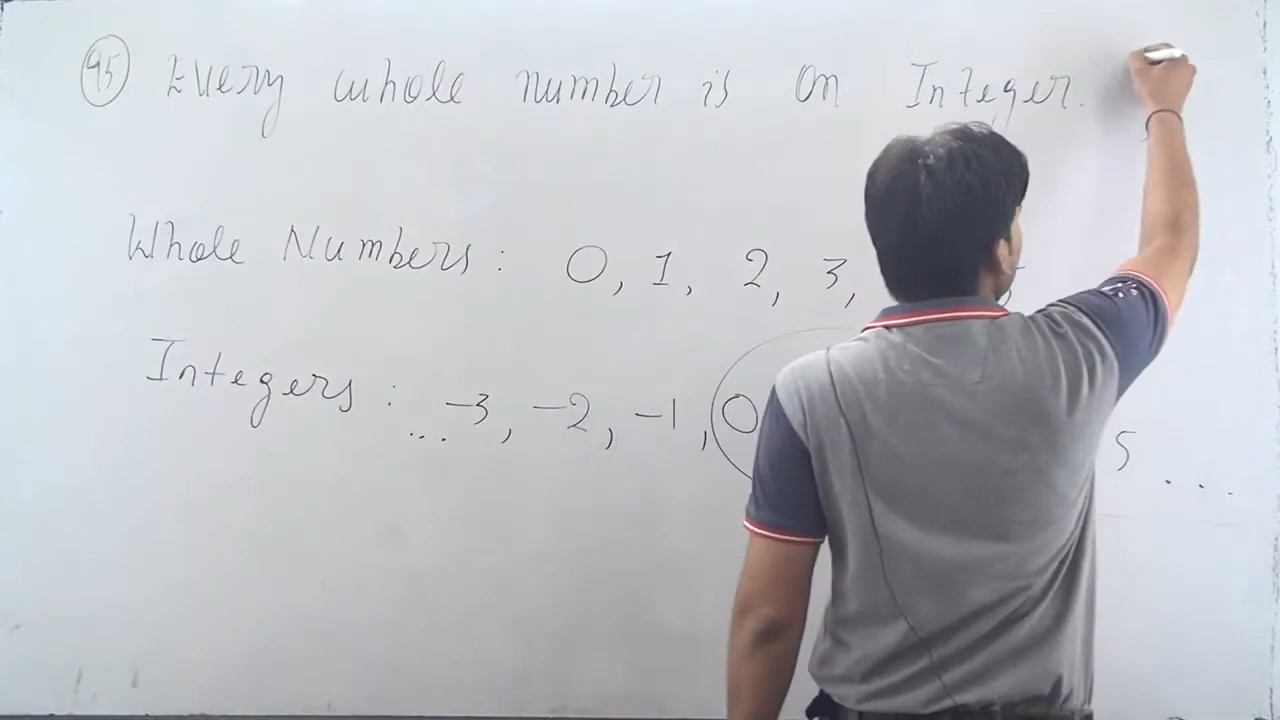 95 Every whole number is an Integer.
Whole Numbers : 0, 1, 2, 3,
Integers : ... -3, -2, -1, 0 5 ...